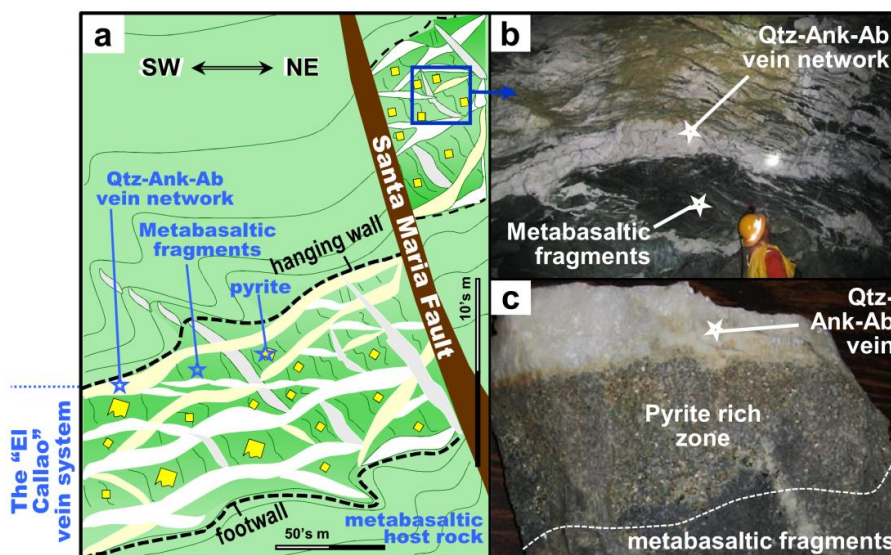 a
SW
NE
Qtz-Ank-Ab
vein network
Metabasaltic
fragments
pyrite
hanging wall
Santa Maria Fault
10's m
The "El
Callao"
vein system
footwall
50's m
metabasaltic
host rock
b
Qtz-Ank-Ab
vein network
Metabasaltic
fragments
c
Qtz-
Ank-Ab
vein
Pyrite rich
zone
metabasaltic fragments